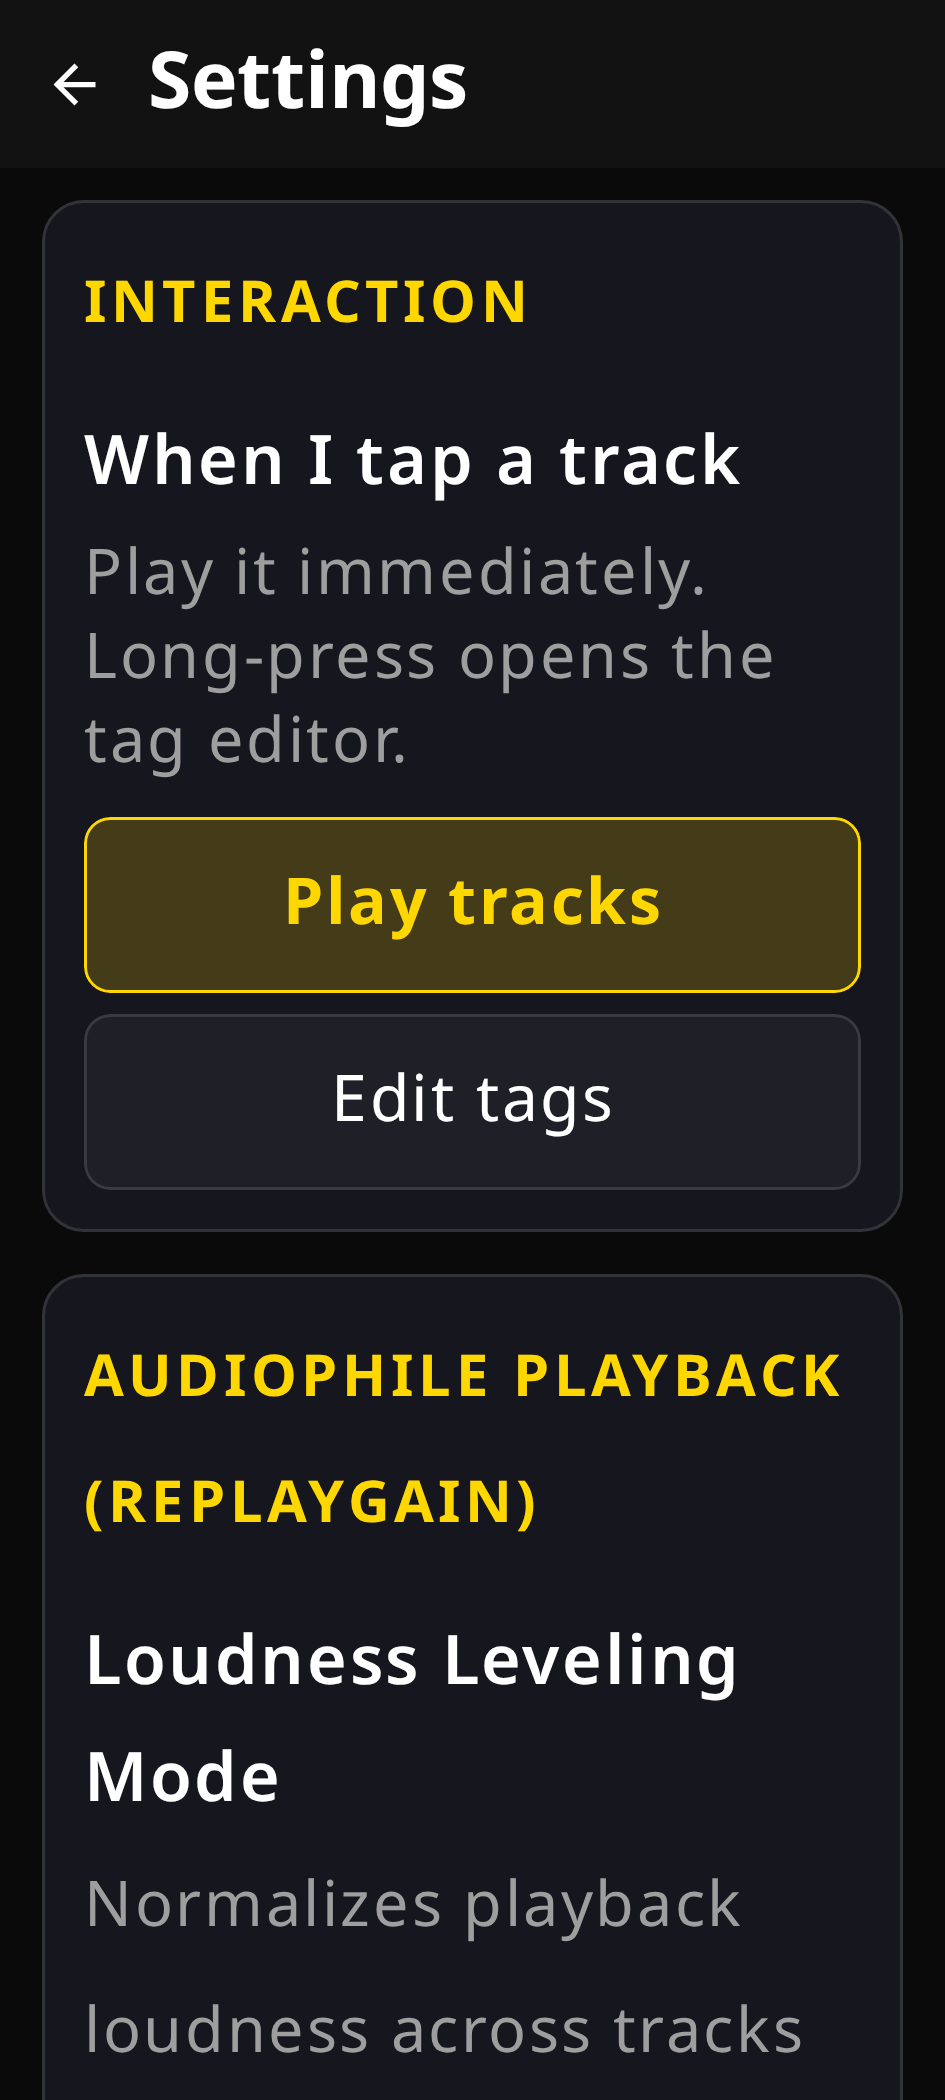 Settings
INTERACTION
When I tap a track
Play it immediately.
Long-press opens the
tag editor.
Play tracks
Edit tags
AUDIOPHILE PLAYBACK
(REPLAYGAIN)
Loudness Leveling
Mode
Normalizes playback
loudness across tracks